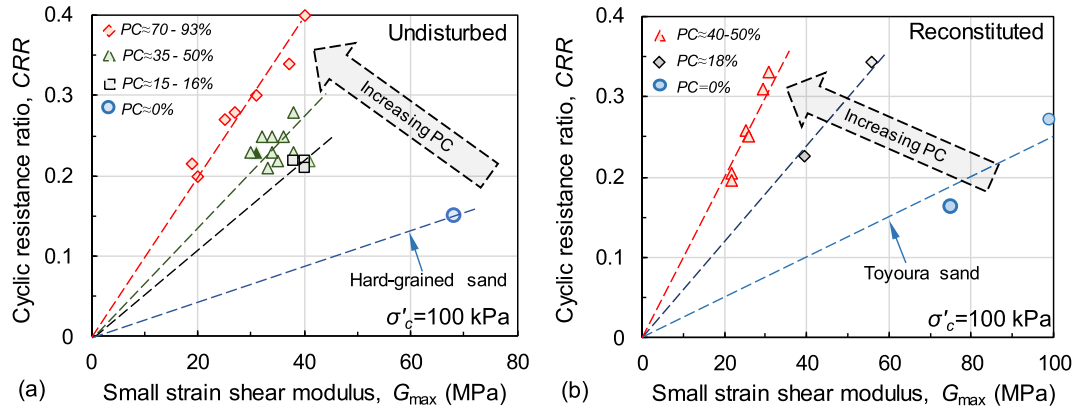 Undisturbed
PC≈70 - 93%
PC≈35 - 50%
PC≈15 - 16%
PC≈0%
Increasing PC
Hard-grained sand
σ'c=100 kPa
Cyclic resistance ratio, CRR
0.4
0.3
0.2
0.1
0
0 20 40 60 80
(a) Small strain shear modulus, Gmax (MPa)
Reconstituted
PC≈40-50%
PC≈18%
PC=0%
Increasing PC
Toyoura sand
σ'c=100 kPa
Cyclic resistance ratio, CRR
0.4
0.3
0.2
0.1
0
0 20 40 60 80 100
(b) Small strain shear modulus, Gmax (MPa)